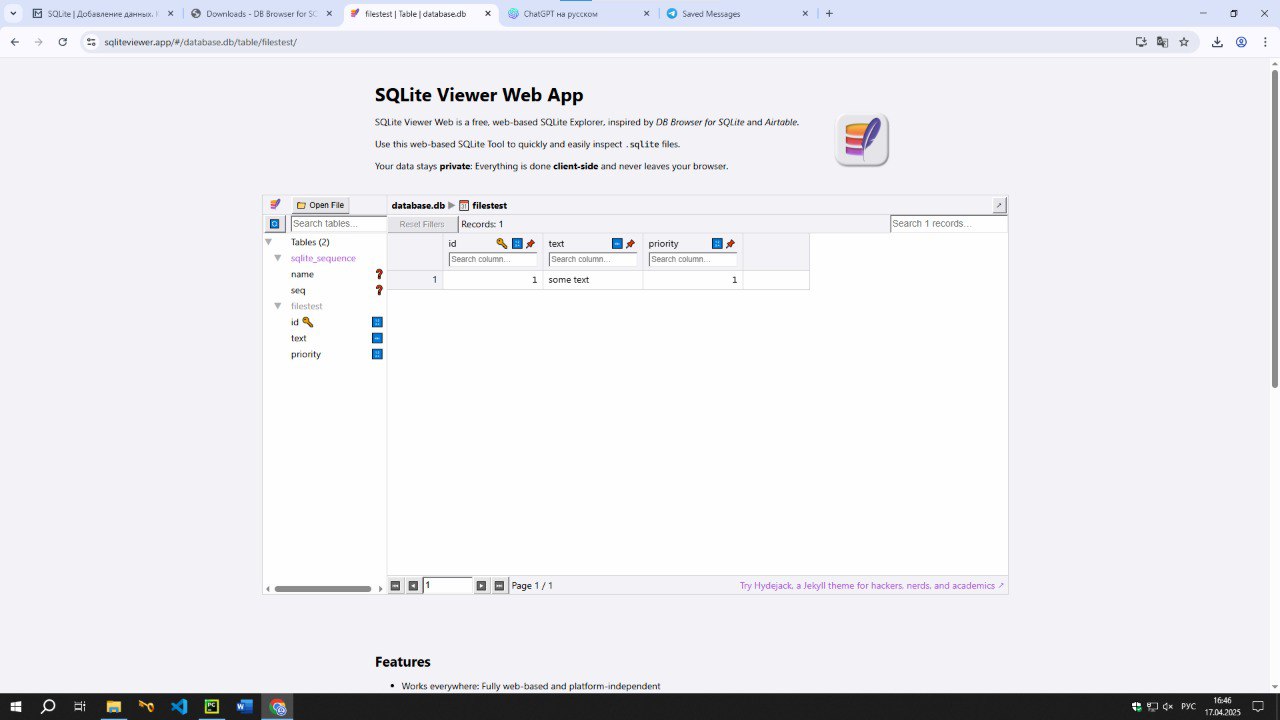 SQLite | Добавление данных. I
Downloads - DB Browser for SC
filestest | Table | database.db
ChatGPT на русском
Saved Messages
sqliteviewer.app/#/database.db/table/filestest/
SQLite Viewer Web App
SQLite Viewer Web is a free, web-based SQLite Explorer, inspired by DB Browser for SQLite and Airtable.
Use this web-based SQLite Tool to quickly and easily inspect .sqlite files.
Your data stays private: Everything is done client-side and never leaves your browser.
Open File
database.db ▶ filestest
Search tables...
Reset Filters
Records: 1
Search 1 records...
Tables (2)
sqlite_sequence
name
seq
filestest
id
text
priority
id text priority
Search column... Search column... Search column...
1 1 some text 1
1
Page 1 / 1
Try Hydejack, a Jekyll theme for hackers, nerds, and academics ↗
Features
• Works everywhere: Fully web-based and platform-independent
РУС
16:46
17.04.2025